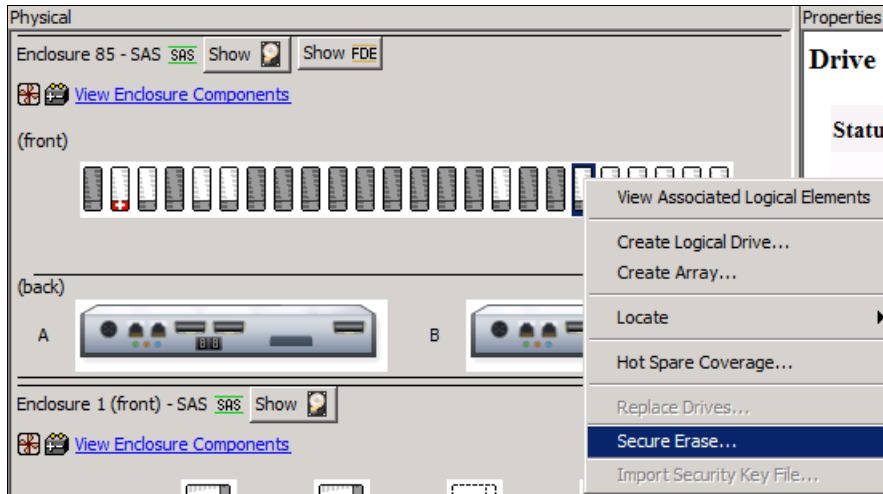 Physical
Properties
Enclosure 85 - SAS SAS Show Show FDE
Drive
View Enclosure Components
Statu
(front)
View Associated Logical Elements
Create Logical Drive...
Create Array...
(back)
Locate
A
B
88
Hot Spare Coverage...
Enclosure 1 (front) - SAS SAS Show
Replace Drives...
View Enclosure Components
Secure Erase...
Import Security Key File...